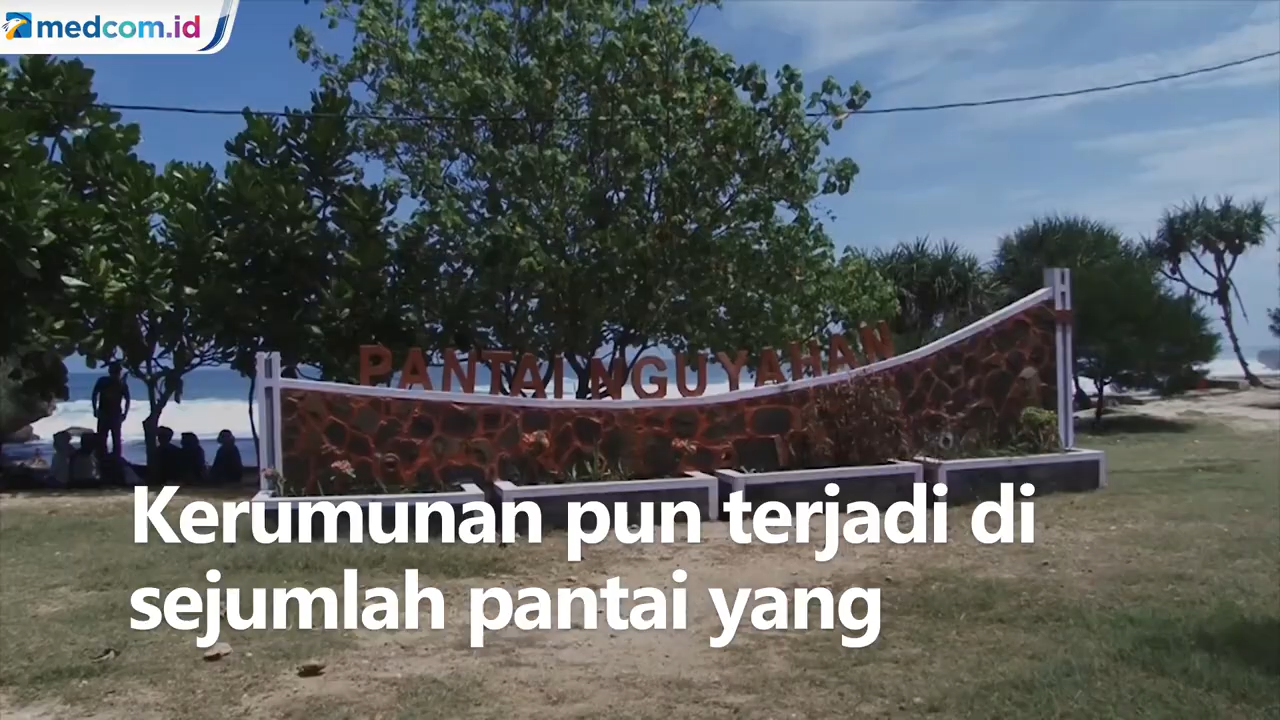 medcom.id
PANTAI NGUYAHAN
Kerumunan pun terjadi di
sejumlah pantai yang